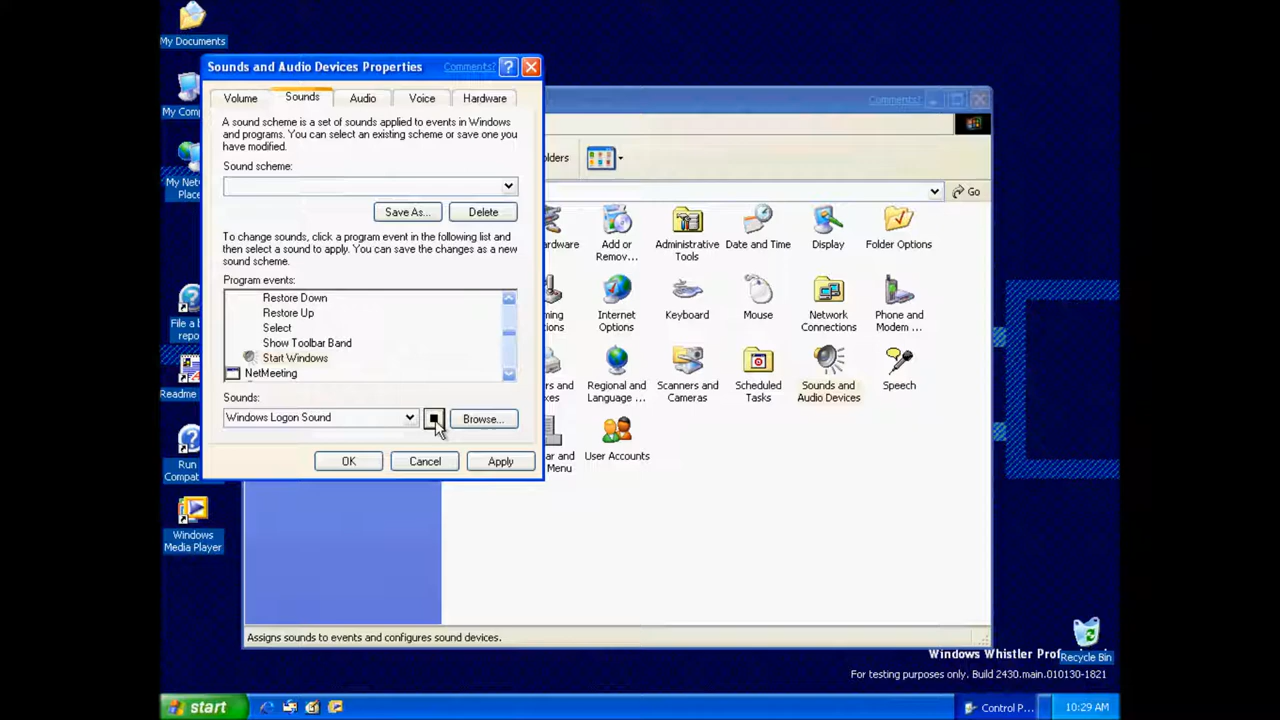 My Documents
My Comp
My Net
Place
File a b
repo
Readme
Run
Compat
Windows
Media Player
Sounds and Audio Devices Properties
Comments?
Volume
Sounds
Audio
Voice
Hardware
A sound scheme is a set of sounds applied to events in Windows
and programs. You can select an existing scheme or save one you
have modified.
Sound scheme:
Save As...
Delete
To change sounds, click a program event in the following list and
then select a sound to apply. You can save the changes as a new
sound scheme.
Program events:
Restore Down
Restore Up
Select
Show Toolbar Band
Start Windows
NetMeeting
Sounds:
Windows Logon Sound
Browse...
OK
Cancel
Apply
Comments?
olders
Go
ardware
Add or
Remov...
Administrative
Tools
Date and Time
Display
Folder Options
ming
ptions
Internet
Options
Keyboard
Mouse
Network
Connections
Phone and
Modem ...
rs and
xes
Regional and
Language ...
Scanners and
Cameras
Scheduled
Tasks
Sounds and
Audio Devices
Speech
ar and
Menu
User Accounts
Assigns sounds to events and configures sound devices.
Windows Whistler Prof
Recycle Bin
For testing purposes only. Build 2430.main.010130-1821
start
Control P...
10:29 AM